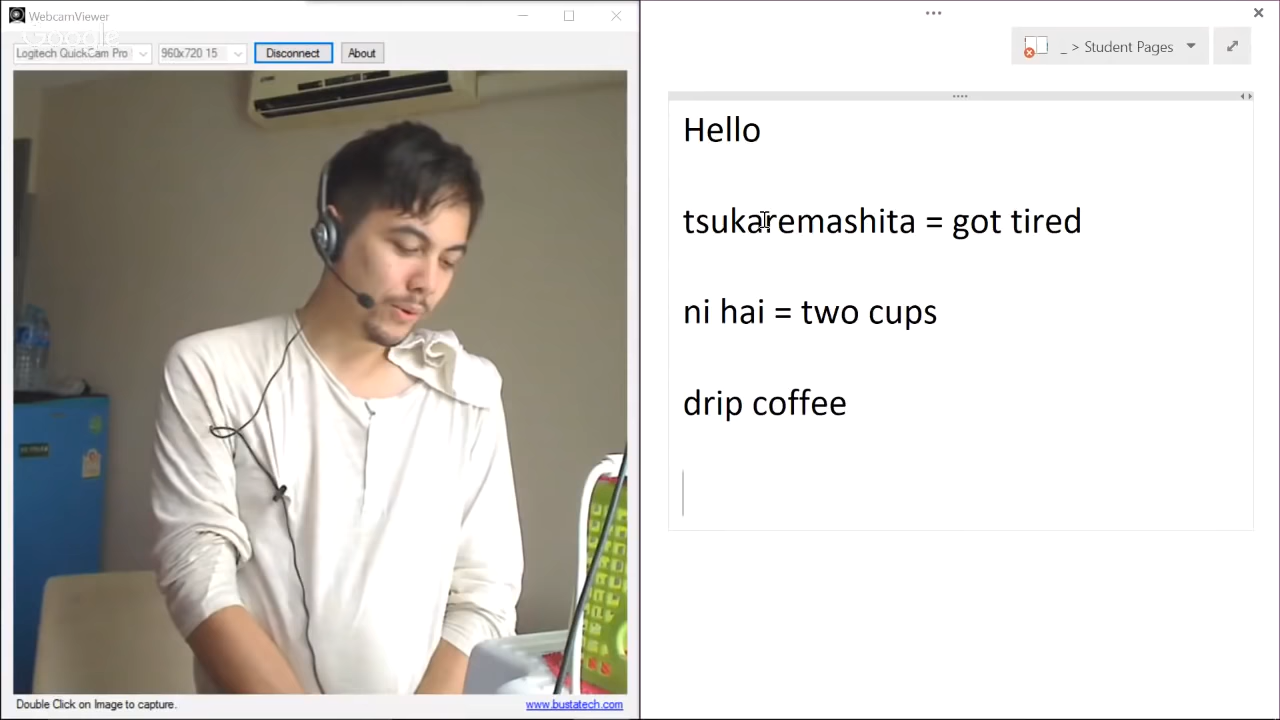 WebcamViewer
Google
Logitech QuickCam Pro
960x720 15
Disconnect
About
_ > Student Pages
Hello
tsukaremashita = got tired
ni hai = two cups
drip coffee
Double Click on Image to capture.
www.bustatech.com